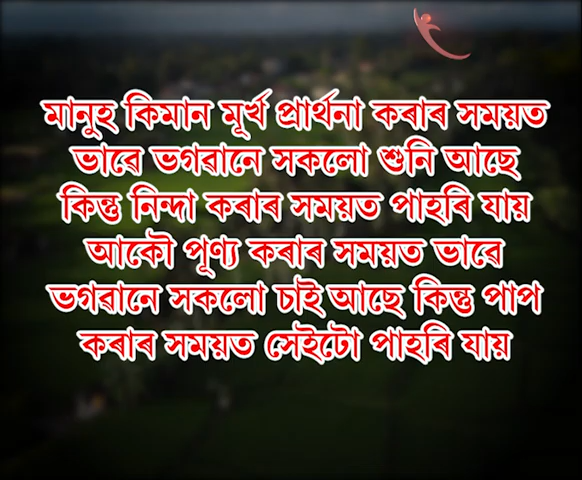 মানুহ কিমান মূৰ্খ প্ৰাৰ্থনা কৰাৰ সময়ত
ভাৱে ভগৱানে সকলো শুনি আছে
কিন্তু নিন্দা কৰাৰ সময়ত পাহৰি যায়
আকৌ পূণ্য কৰাৰ সময়ত ভাৱে
ভগৱানে সকলো চাই আছে কিন্তু পাপ
কৰাৰ সময়ত সেইটো পাহৰি যায়